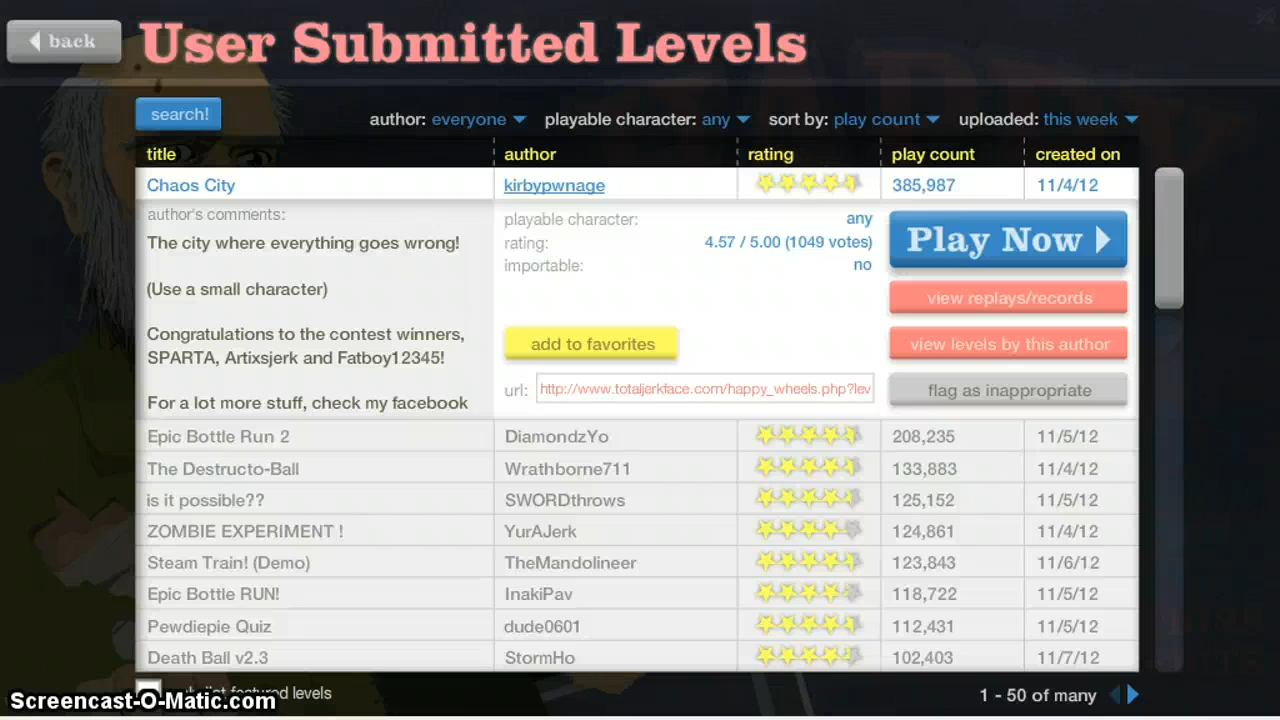 back
User Submitted Levels
search!
author: everyone playable character: any sort by: play count uploaded: this week
title author rating play count created on
Chaos City kirbypwnage 385,987 11/4/12
author's comments:
The city where everything goes wrong!
(Use a small character)
Congratulations to the contest winners,
SPARTA, Artixsjerk and Fatboy12345!
For a lot more stuff, check my facebook
playable character: any
rating: 4.57 / 5.00 (1049 votes)
importable: no
add to favorites
url: http://www.totaljerkface.com/happy_wheels.php?lev
Play Now
view replays/records
view levels by this author
flag as inappropriate
Epic Bottle Run 2 DiamondzYo 208,235 11/5/12
The Destructo-Ball Wrathborne711 133,883 11/4/12
is it possible?? SWORDthrows 125,152 11/5/12
ZOMBIE EXPERIMENT ! YurAJerk 124,861 11/4/12
Steam Train! (Demo) TheMandolineer 123,843 11/6/12
Epic Bottle RUN! InakiPav 118,722 11/5/12
Pewdiepie Quiz dude0601 112,431 11/5/12
Death Ball v2.3 StormHo 102,403 11/7/12
featured levels
1 - 50 of many
Screencast-O-Matic.com